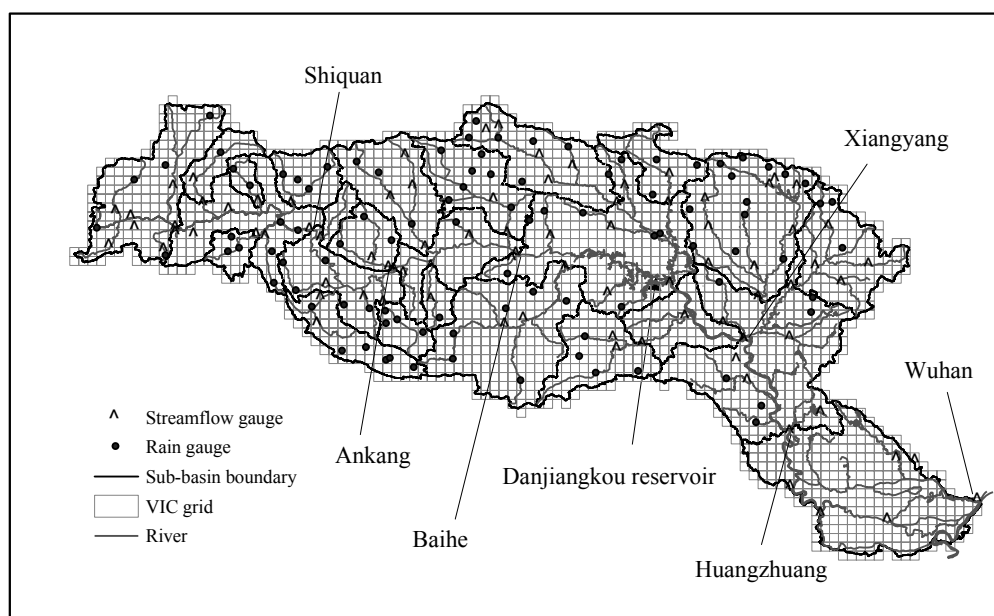 Shiquan
Xiangyang
Wuhan
Streamflow gauge
Rain gauge
Sub-basin boundary
VIC grid
River
Ankang
Danjiangkou reservoir
Baihe
Huangzhuang